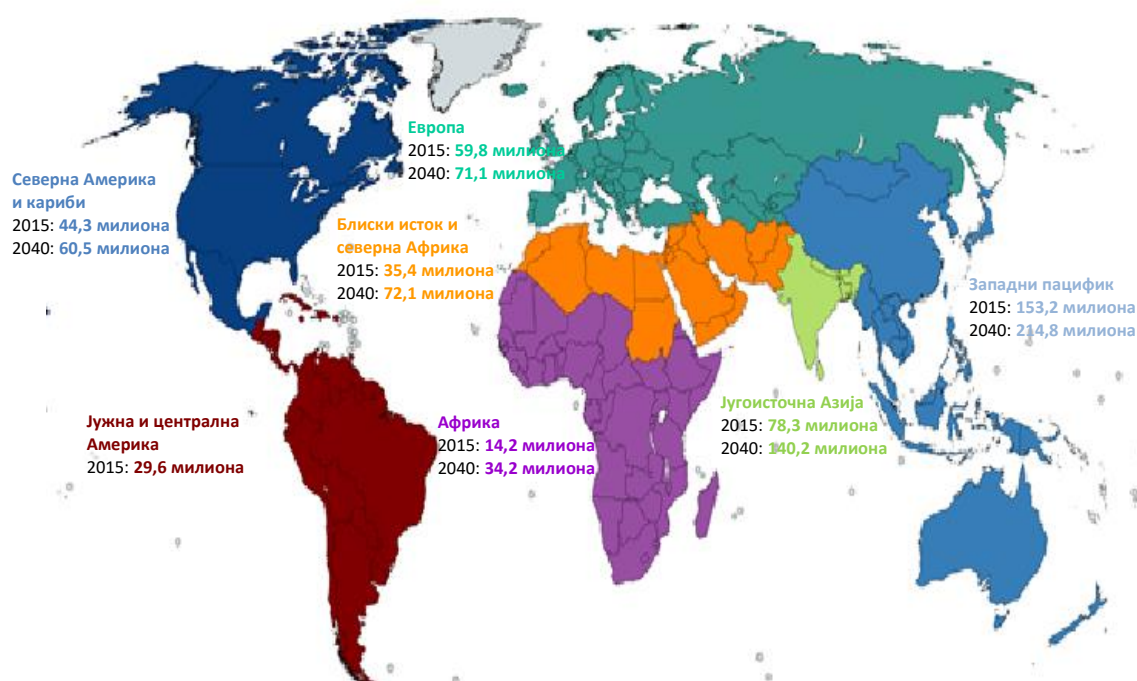 Европа
2015: 59,8 милиона
2040: 71,1 милиона
Северна Америка
и кариби
2015: 44,3 милиона
2040: 60,5 милиона
Блиски исток и
северна Африка
2015: 35,4 милиона
2040: 72,1 милиона
Западни пацифик
2015: 153,2 милиона
2040: 214,8 милиона
Јужна и централна
Америка
2015: 29,6 милиона
Африка
2015: 14,2 милиона
2040: 34,2 милиона
Југоисточна Азија
2015: 78,3 милиона
2040: 140,2 милиона